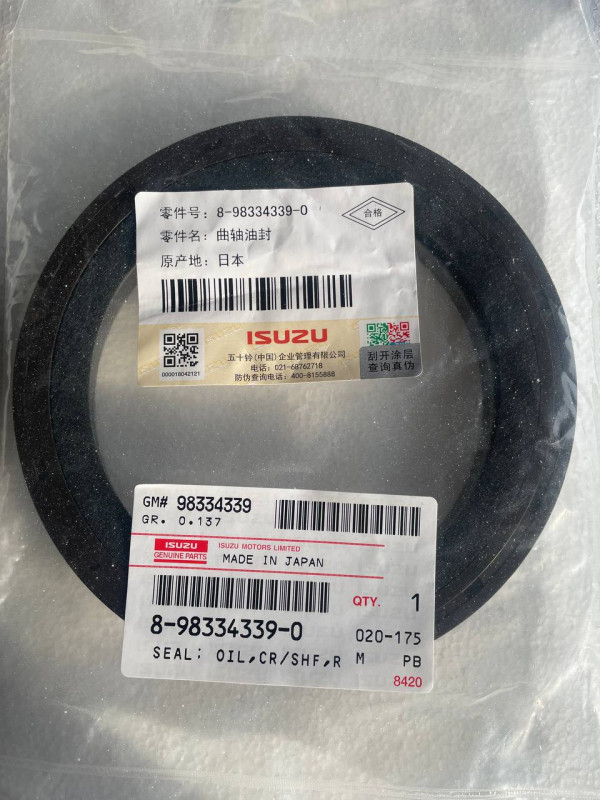 零件号：8-98334339-0
合格
零件名：曲轴油封
原产地：日本
ISUZU
五十铃(中国)企业管理有限公司
电话：021-68762718
防伪查询电话：400-8155888
000018042121
刮开涂层
查询真伪
GM# 98334339
GR. 0.137
ISUZU
GENUINE PARTS
ISUZU MOTORS LIMITED
MADE IN JAPAN
QTY. 1
8-98334339-0
020-175
SEAL; OIL,CR/SHF,R M PB
8420